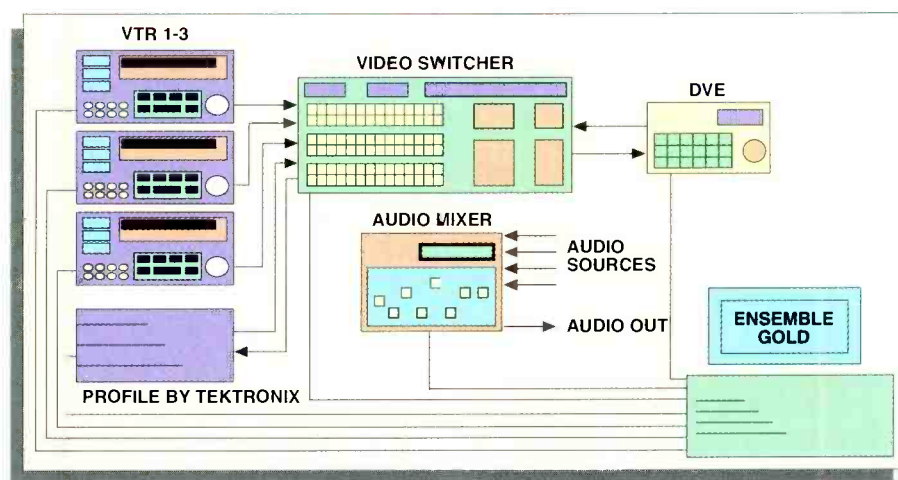 VTR 1-3
VIDEO SWITCHER
DVE
AUDIO MIXER
AUDIO
SOURCES
AUDIO OUT
ENSEMBLE
GOLD
PROFILE BY TEKTRONIX